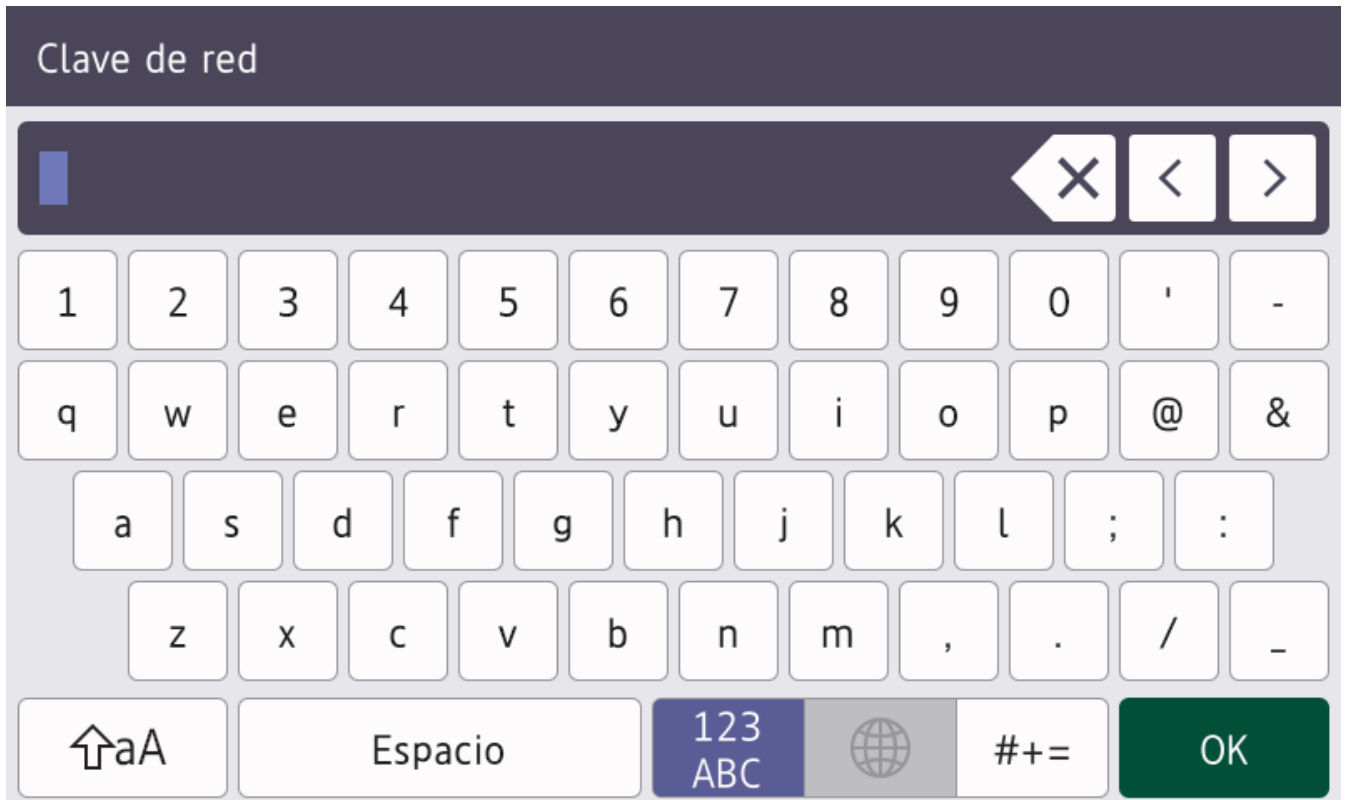 Clave de red
1 2 3 4 5 6 7 8 9 0 ' -
q w e r t y u i o p @ &
a s d f g h j k l ; :
z x c v b n m , . / _
aA Espacio 123 ABC #+= OK